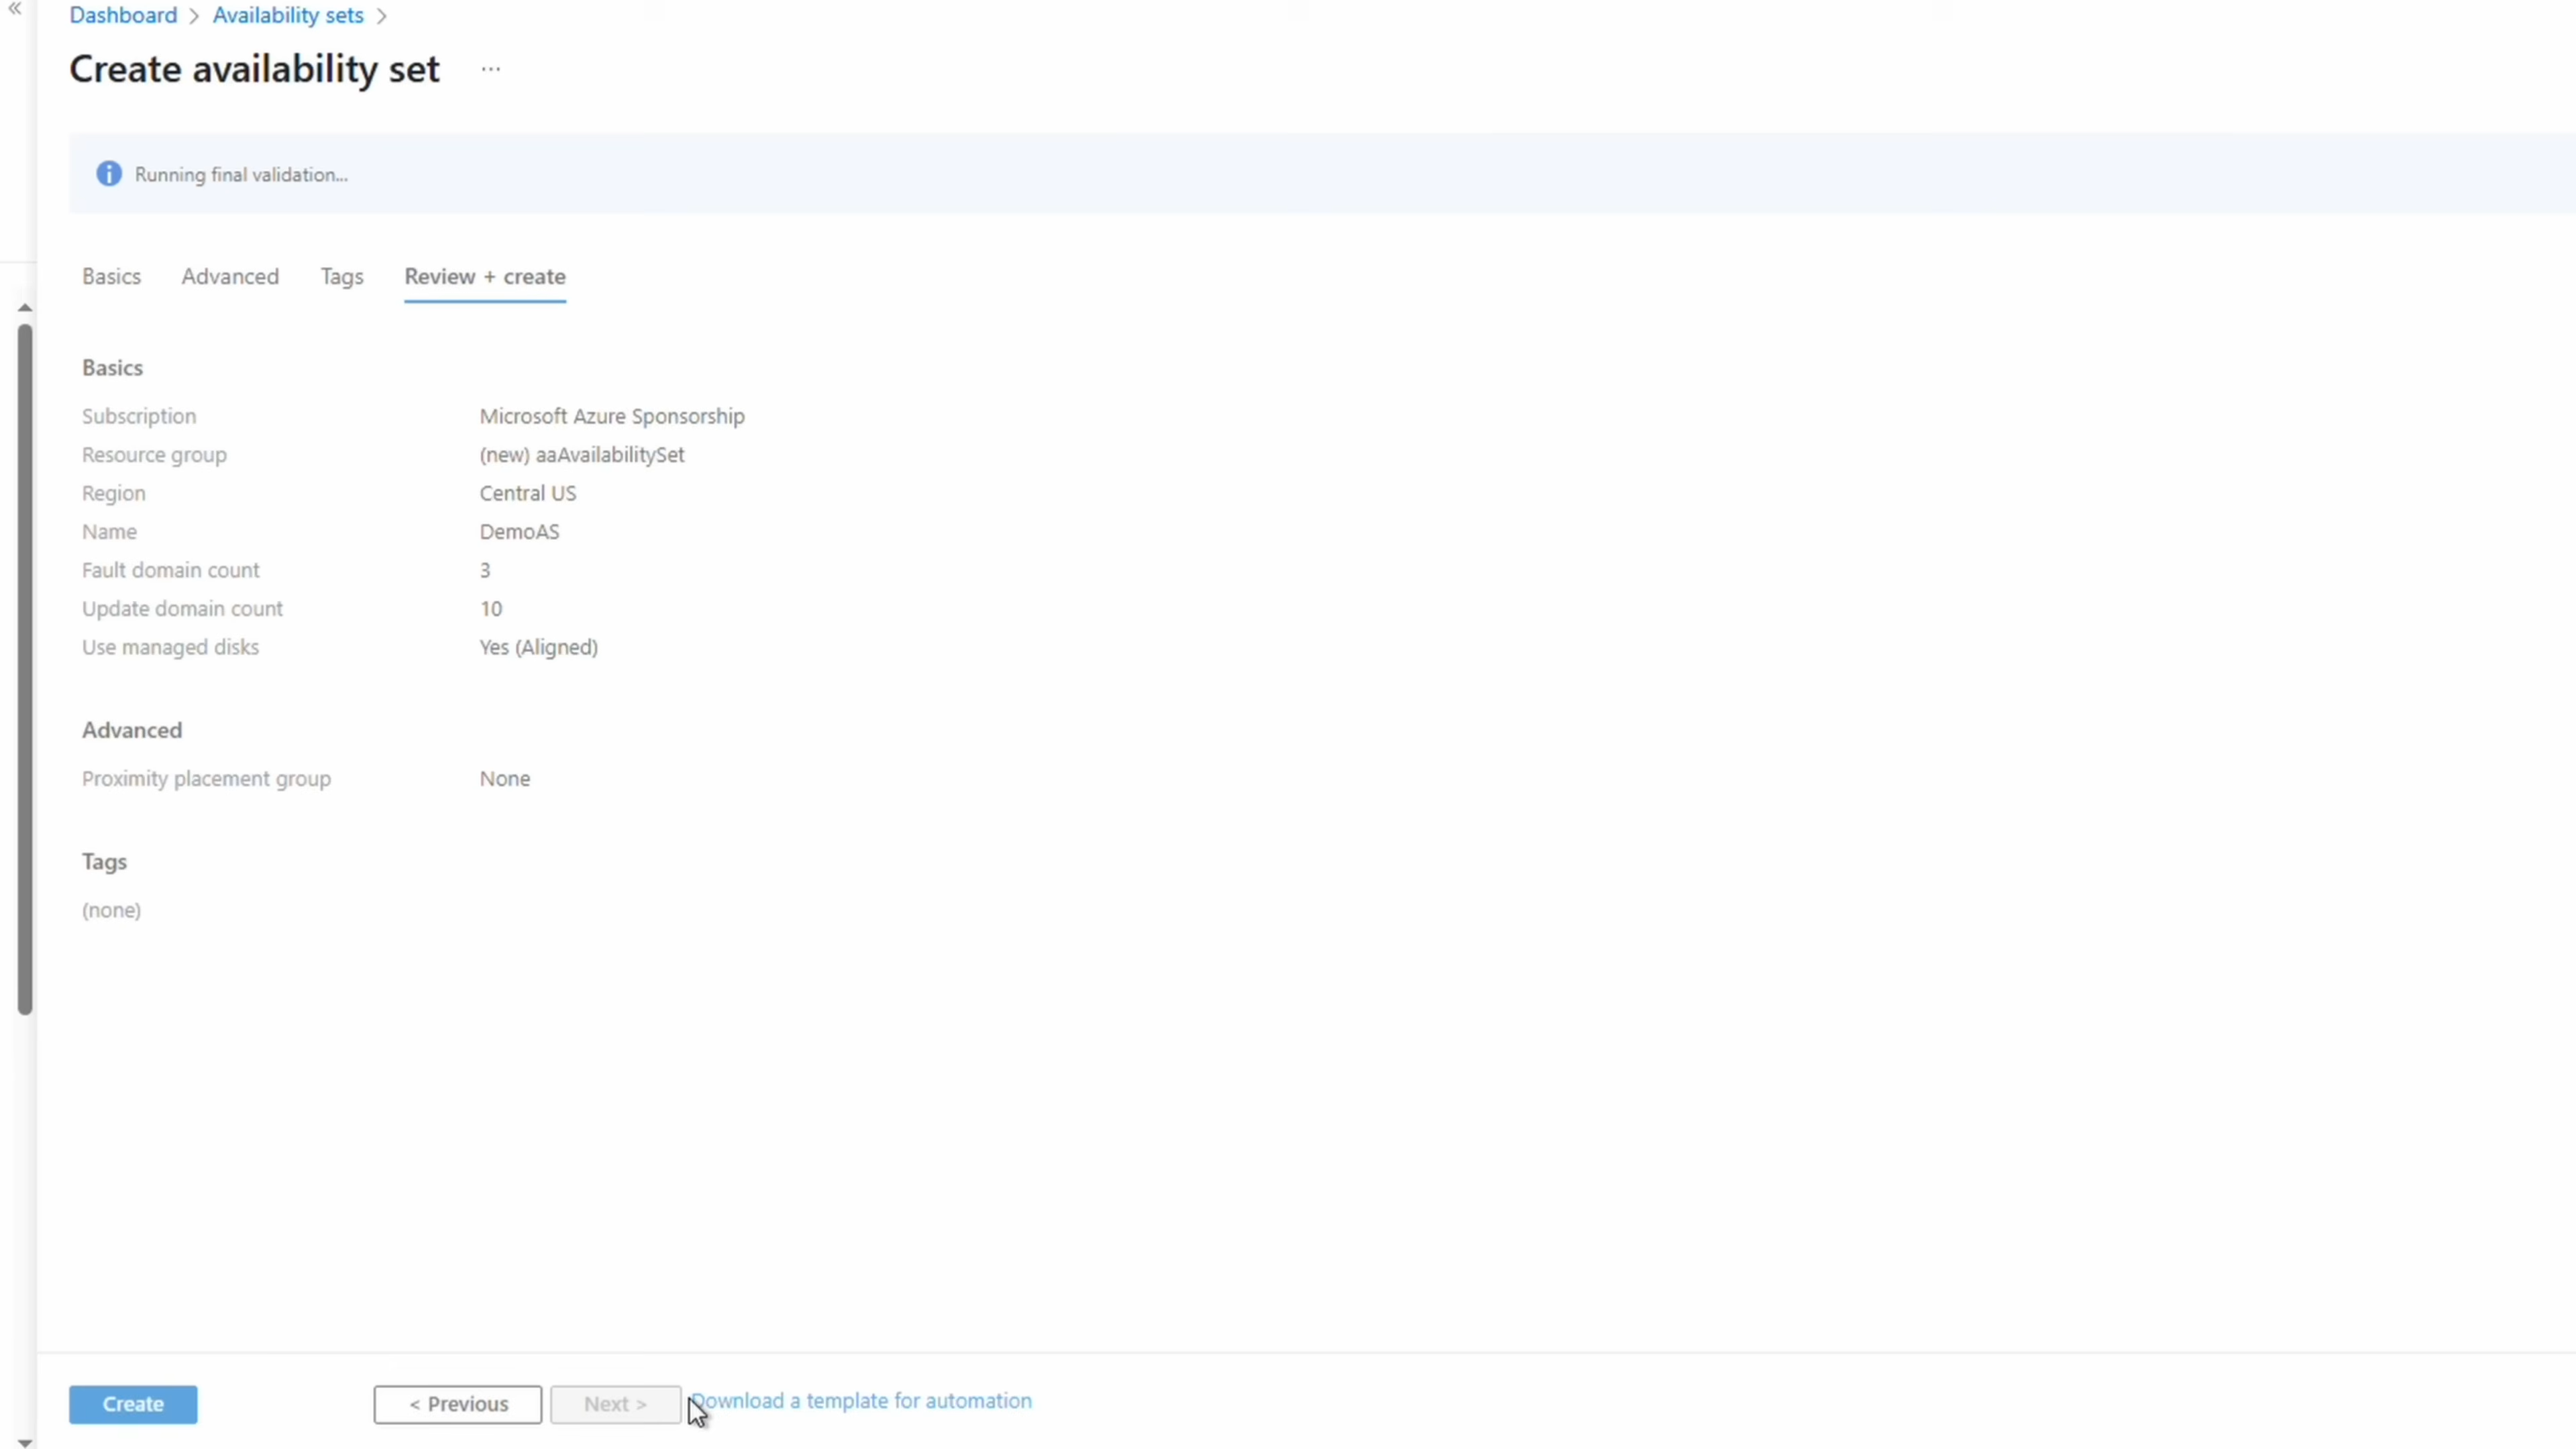 Dashboard > Availability sets >
Create availability set ...
Running final validation...
Basics Advanced Tags Review + create
Basics
Subscription Microsoft Azure Sponsorship
Resource group (new) aaAvailabilitySet
Region Central US
Name DemoAS
Fault domain count 3
Update domain count 10
Use managed disks Yes (Aligned)
Advanced
Proximity placement group None
Tags
(none)
Create < Previous Next > Download a template for automation